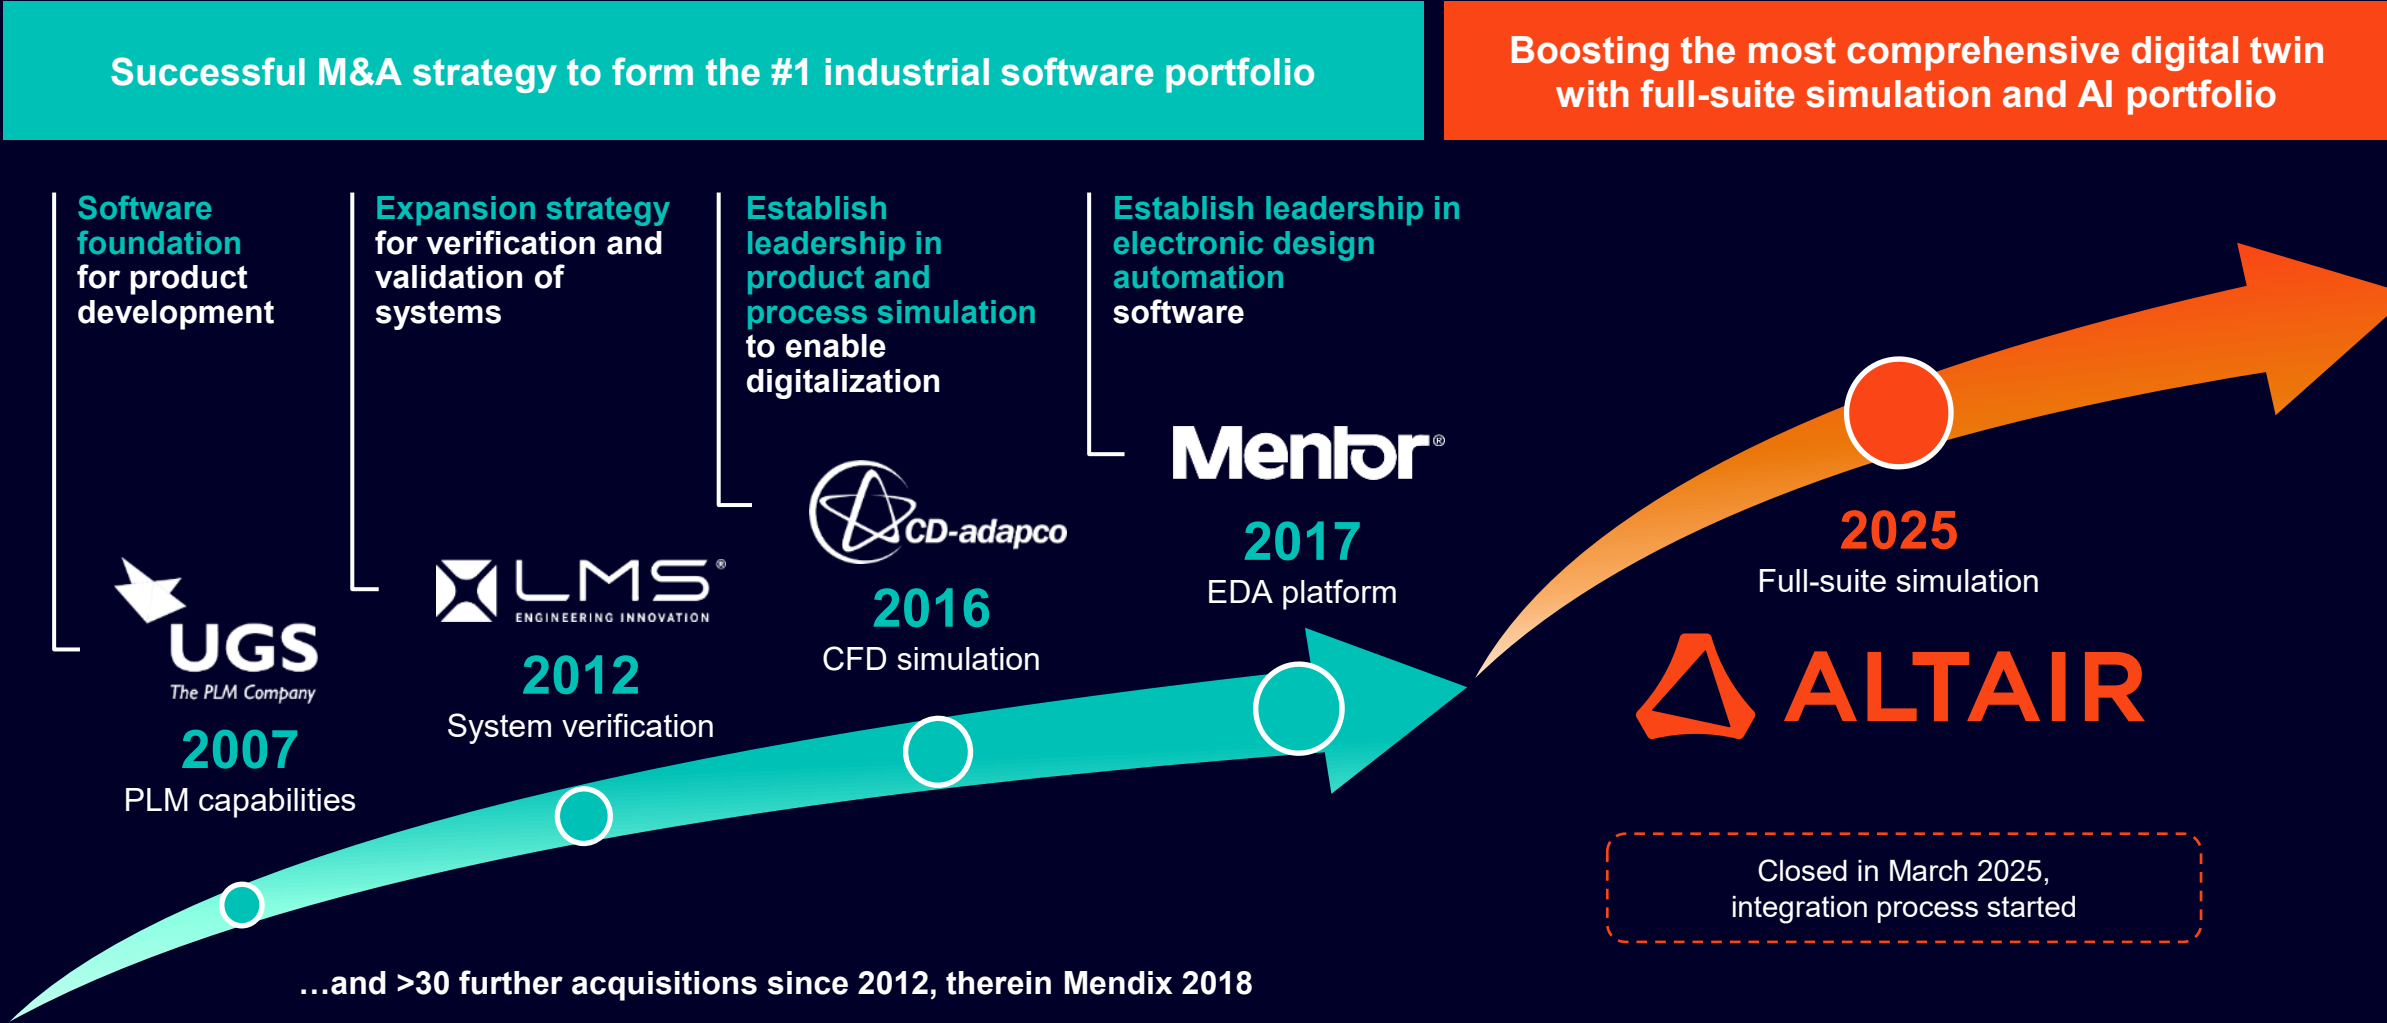 Successful M&A strategy to form the #1 industrial software portfolio
Boosting the most comprehensive digital twin
with full-suite simulation and AI portfolio
Software
foundation
for product
development
UGS
The PLM Company
2007
PLM capabilities
Expansion strategy
for verification and
validation of
systems
LMS®
ENGINEERING INNOVATION
2012
System verification
Establish
leadership in
product and
process simulation
to enable
digitalization
CD-adapco
2016
CFD simulation
Establish leadership in
electronic design
automation
software
Mentor®
2017
EDA platform
2025
Full-suite simulation
ALTAIR
Closed in March 2025,
integration process started
…and >30 further acquisitions since 2012, therein Mendix 2018